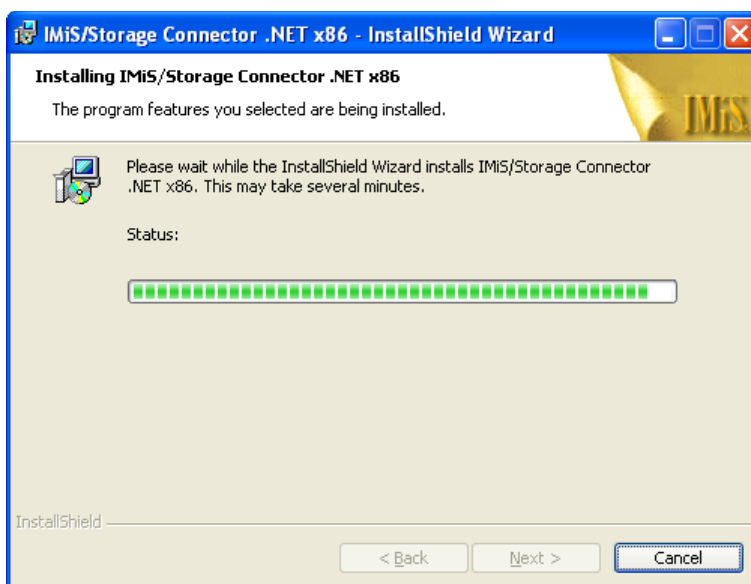 IMiS/Storage Connector .NET x86 - InstallShield Wizard
Installing IMiS/Storage Connector .NET x86
The program features you selected are being installed.
IMiS
Please wait while the InstallShield Wizard installs IMiS/Storage Connector
.NET x86. This may take several minutes.
Status:
InstallShield
< Back
Next >
Cancel